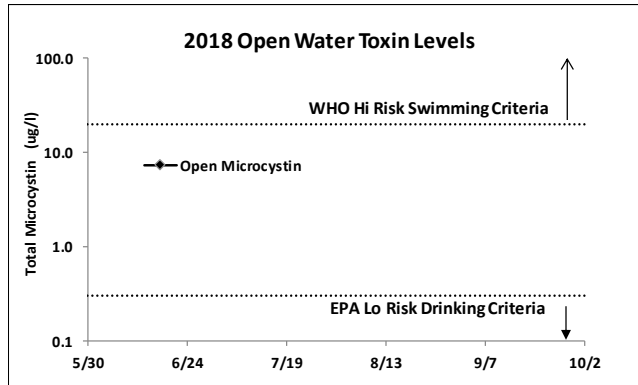 2018 Open Water Toxin Levels
Total Microcystin (ug/l)
100.0
WHO Hi Risk Swimming Criteria
10.0
Open Microcystin
1.0
EPA Lo Risk Drinking Criteria
0.1
5/30 6/24 7/19 8/13 9/7 10/2